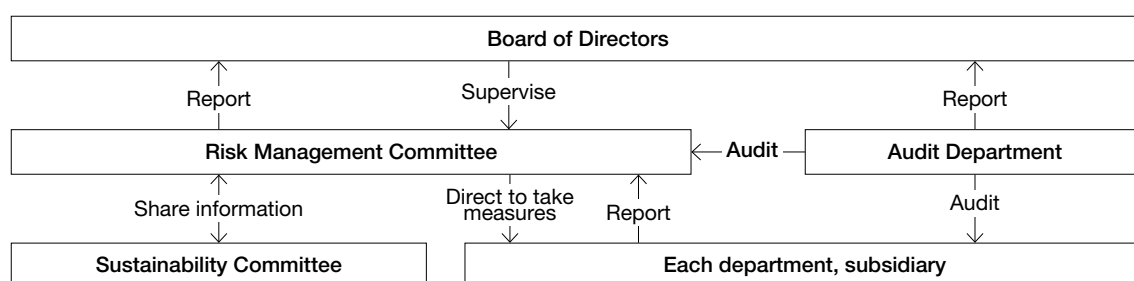 Board of Directors
Report
Supervise
Report
Risk Management Committee
Audit
Audit Department
Share information
Direct to take
measures
Report
Audit
Sustainability Committee
Each department, subsidiary